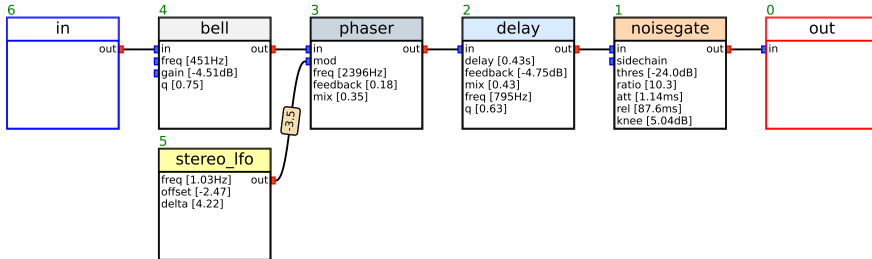 6
in
out
4
bell
in out
freq [451Hz]
gain [-4.51dB]
q [0.75]
3
phaser
in out
mod
freq [2396Hz]
feedback [0.18]
mix [0.35]
2
delay
in out
delay [0.43s]
feedback [-4.75dB]
mix [0.43]
freq [795Hz]
q [0.63]
1
noisegate
in out
sidechain
thres [-24.0dB]
ratio [10.3]
att [1.14ms]
rel [87.6ms]
knee [5.04dB]
0
out
in
-3.5
5
stereo_lfo
freq [1.03Hz] out
offset [-2.47]
delta [4.22]